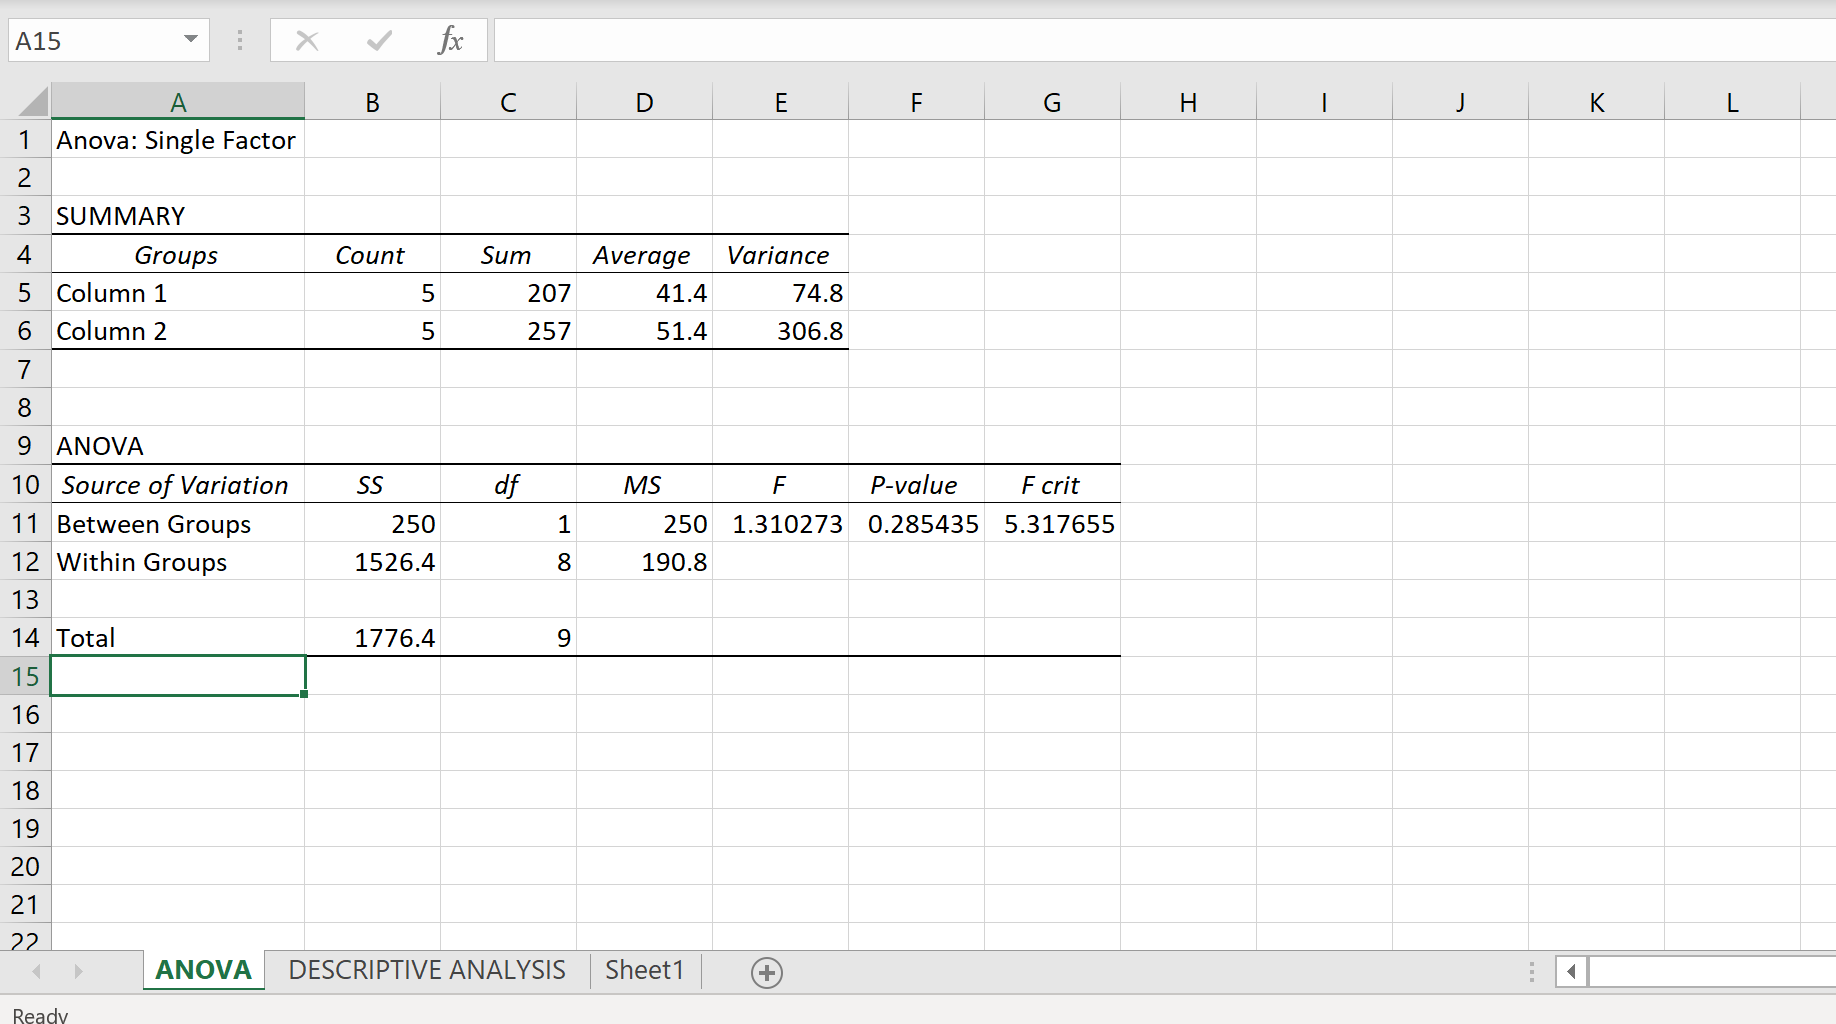 A15 fx
A B C D E F G H I J K L
1 Anova: Single Factor
2
3 SUMMARY
4 Groups Count Sum Average Variance
5 Column 1 5 207 41.4 74.8
6 Column 2 5 257 51.4 306.8
7
8
9 ANOVA
10 Source of Variation SS df MS F P-value F crit
11 Between Groups 250 1 250 1.310273 0.285435 5.317655
12 Within Groups 1526.4 8 190.8
13
14 Total 1776.4 9
15
16
17
18
19
20
21
22
ANOVA DESCRIPTIVE ANALYSIS Sheet1
Ready